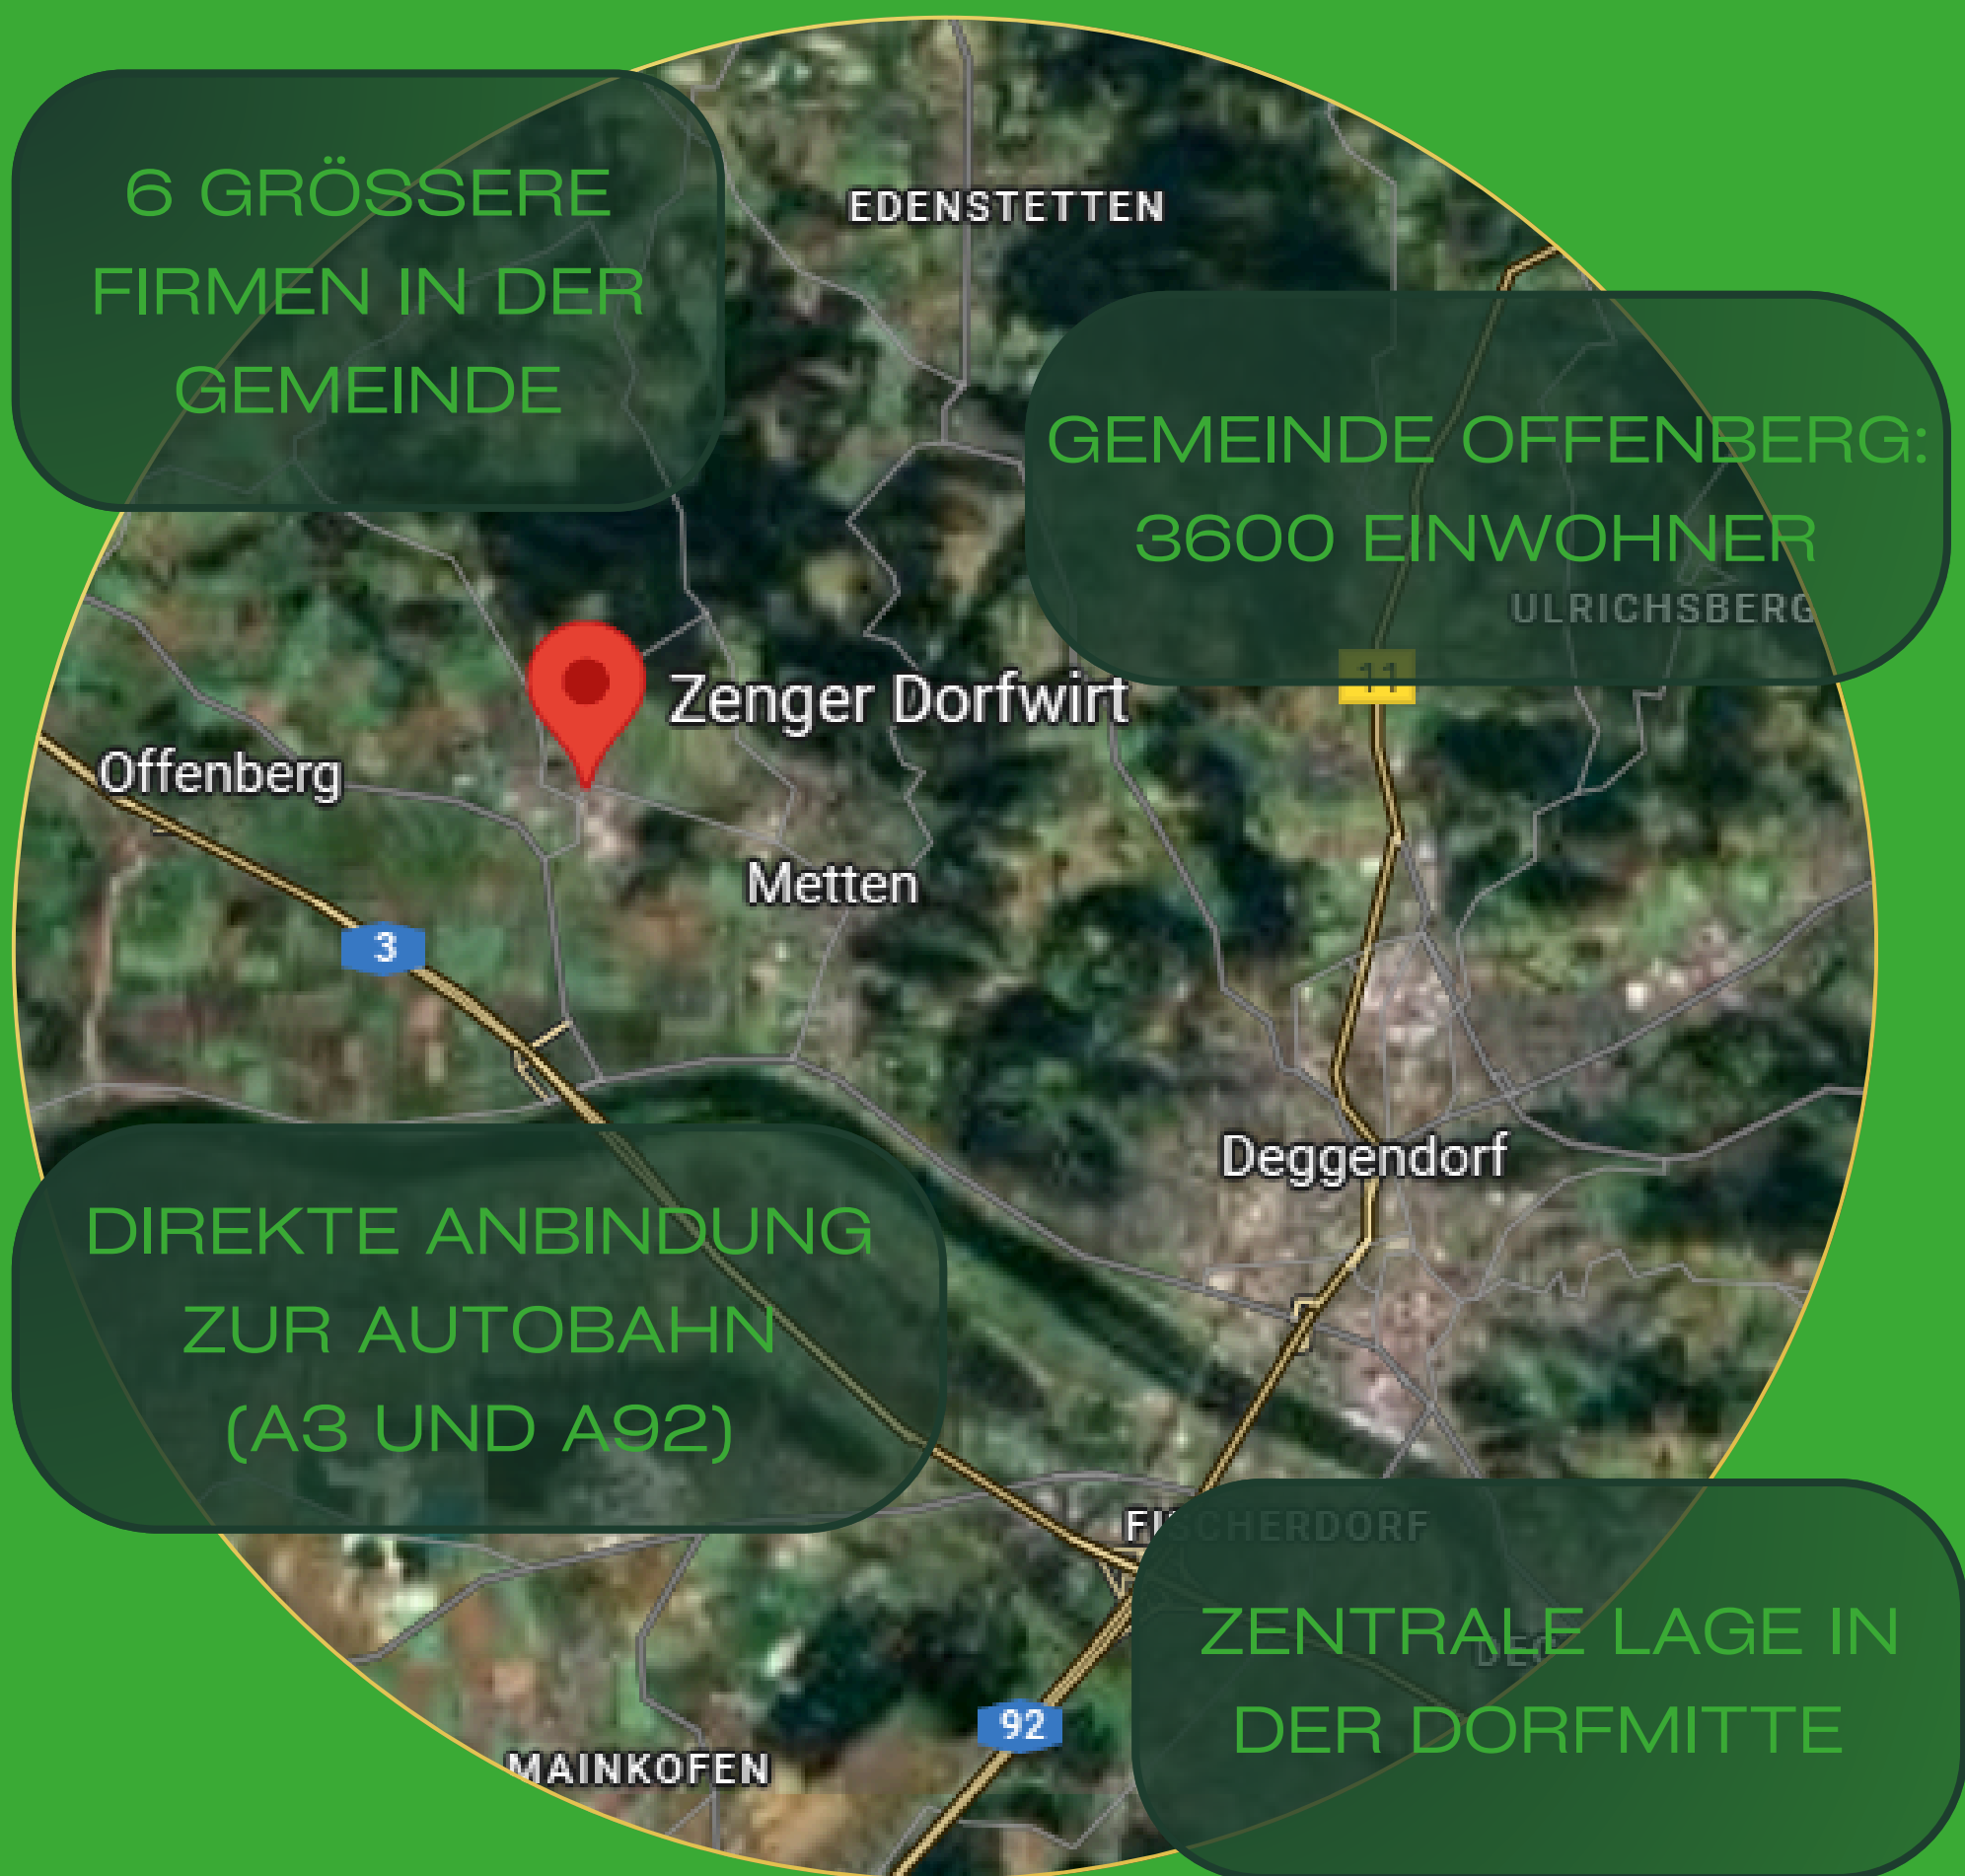 6 GRÖSSERE
FIRMEN IN DER
GEMEINDE
EDENSTETTEN
GEMEINDE OFFENBERG:
3600 EINWOHNER
ULRICHSBERG
11
Zenger Dorfwirt
Offenberg
Metten
3
Deggendorf
DIREKTE ANBINDUNG
ZUR AUTOBAHN
(A3 UND A92)
FISCHERDORF
ZENTRALE LAGE IN
DER DORFMITTE
92
MAINKOFEN